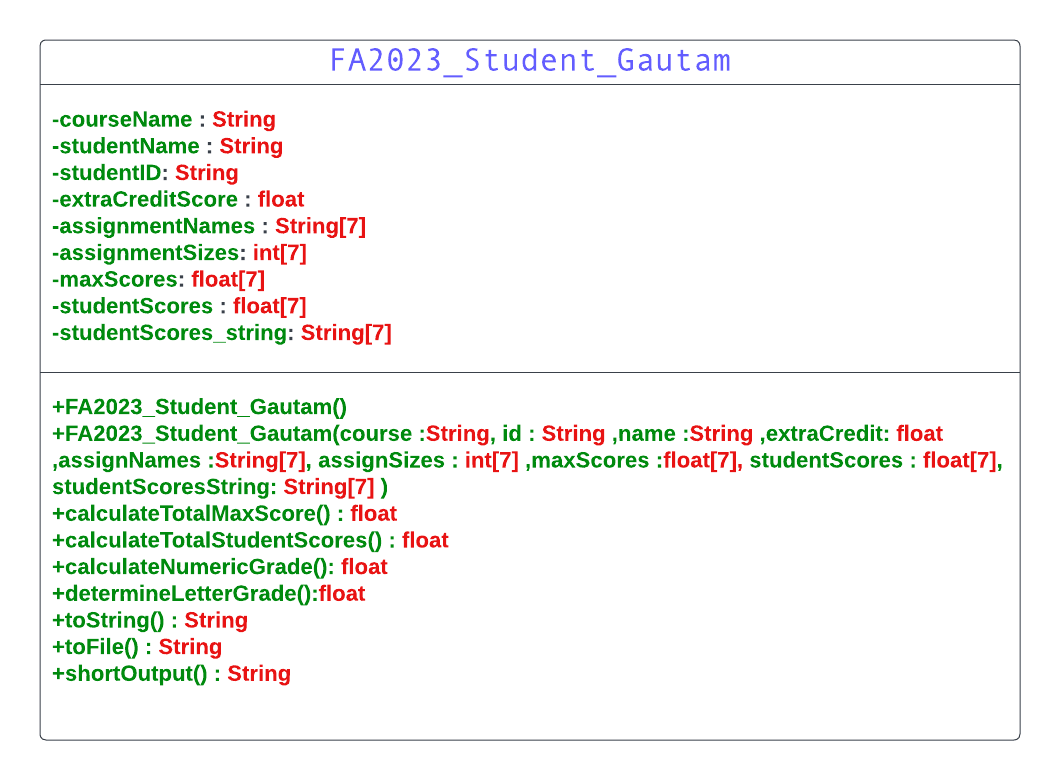 FA2023_Student_Gautam
-courseName : String
-studentName : String
-studentID: String
-extraCreditScore : float
-assignmentNames : String[7]
-assignmentSizes: int[7]
-maxScores: float[7]
-studentScores : float[7]
-studentScores_string: String[7]
+FA2023_Student_Gautam()
+FA2023_Student_Gautam(course :String, id : String ,name :String ,extraCredit: float
,assignNames :String[7], assignSizes : int[7] ,maxScores :float[7], studentScores : float[7],
studentScoresString: String[7] )
+calculateTotalMaxScore() : float
+calculateTotalStudentScores() : float
+calculateNumericGrade(): float
+determineLetterGrade():float
+toString() : String
+toFile() : String
+shortOutput() : String